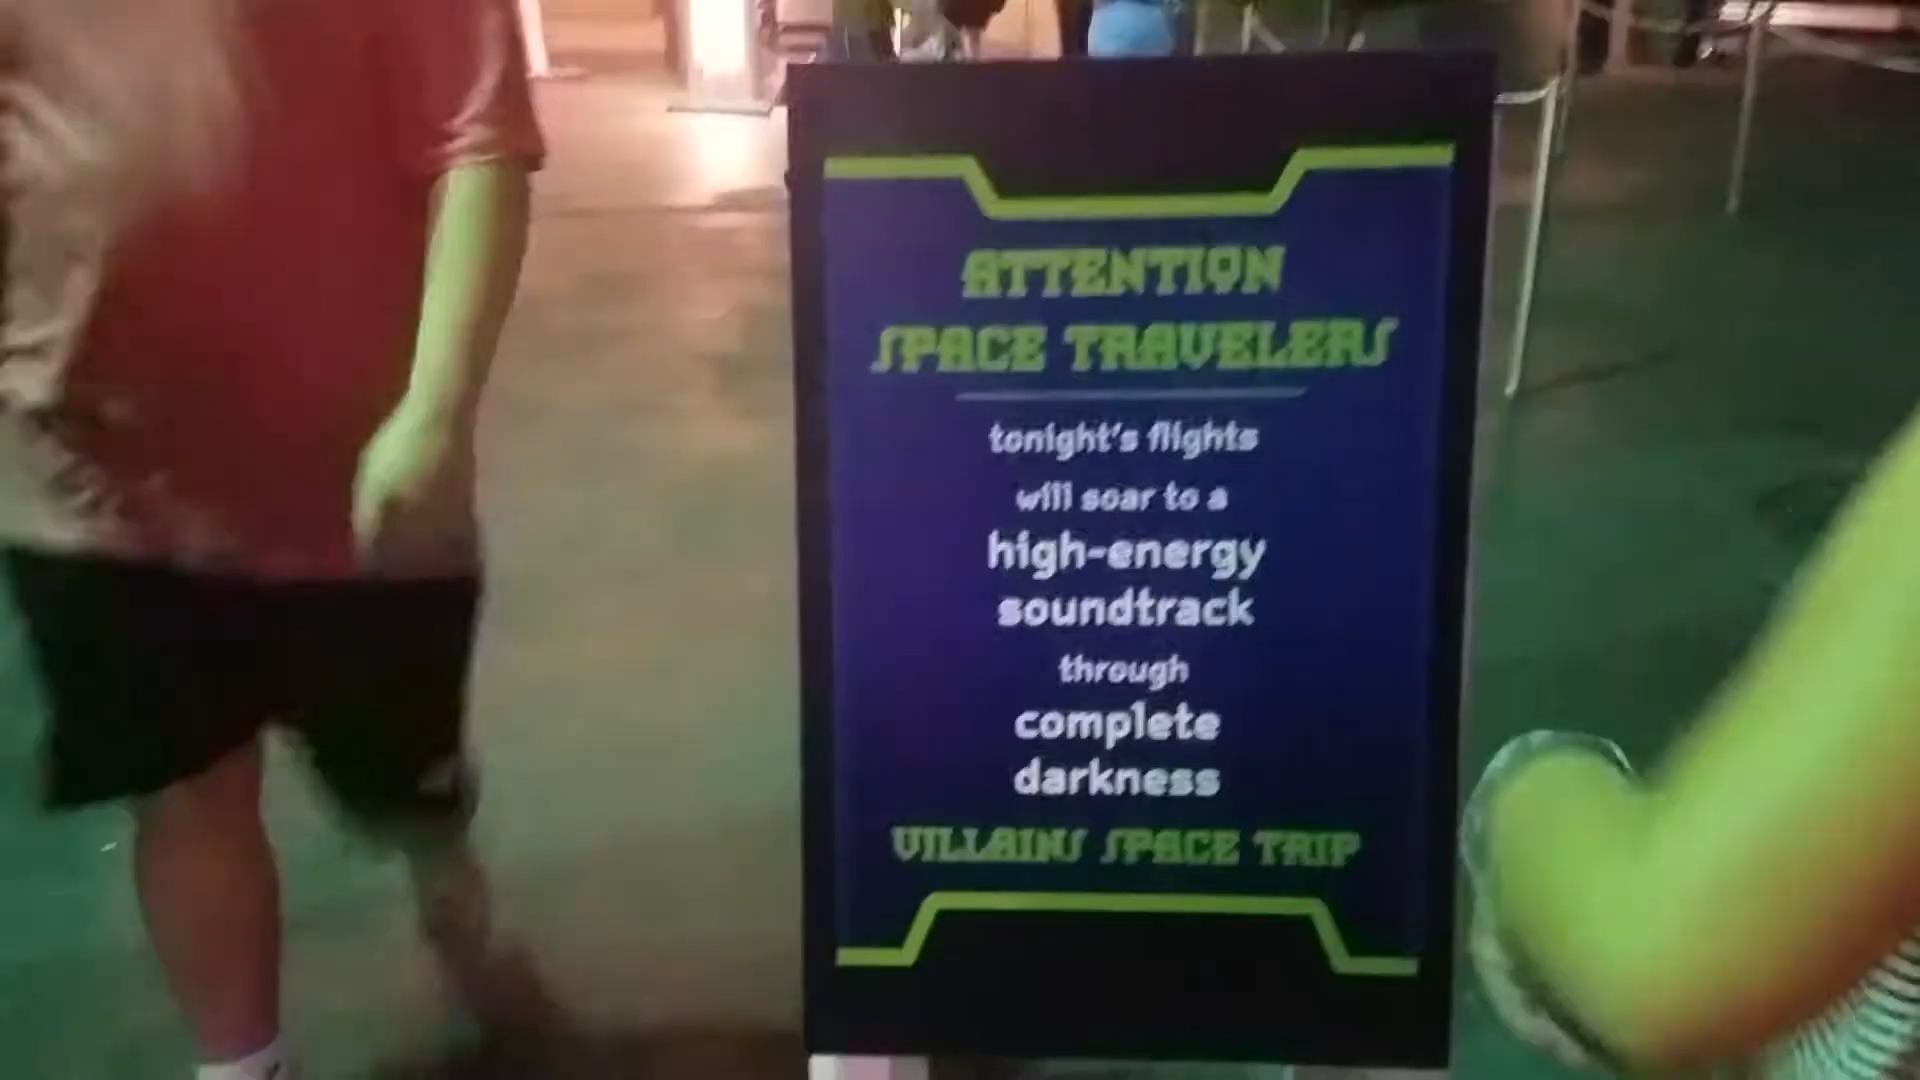 ATTENTION
SPACE TRAVELERS
tonight's flights
will soar to a
high-energy
soundtrack
through
complete
darkness
VILLAINS SPACE TRIP